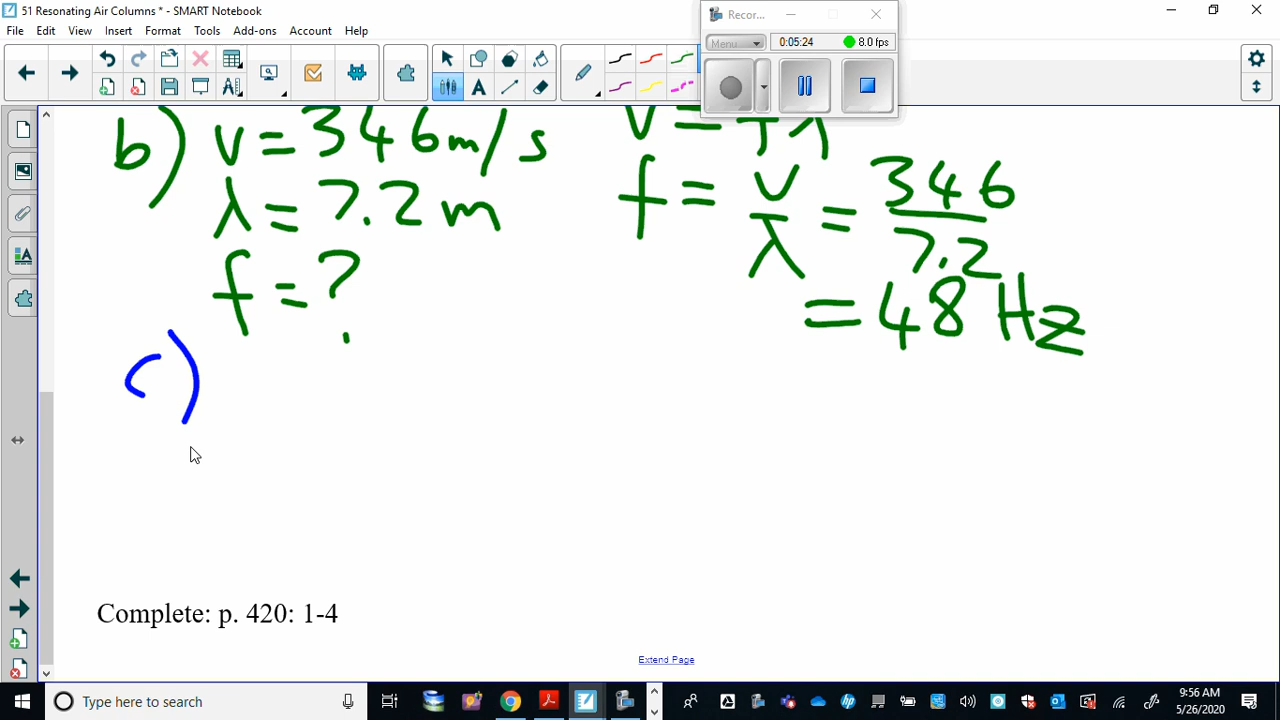 51 Resonating Air Columns * - SMART Notebook
Recor...
File Edit View Insert Format Tools Add-ons Account Help
Menu 0:05:24 8.0 fps
b) v = 346 m/s v = fλ
λ = 7.2 m f = v/λ = 346/7.2
f = ? = 48 Hz
c)
Complete: p. 420: 1-4
Extend Page
Type here to search
9:56 AM
5/26/2020